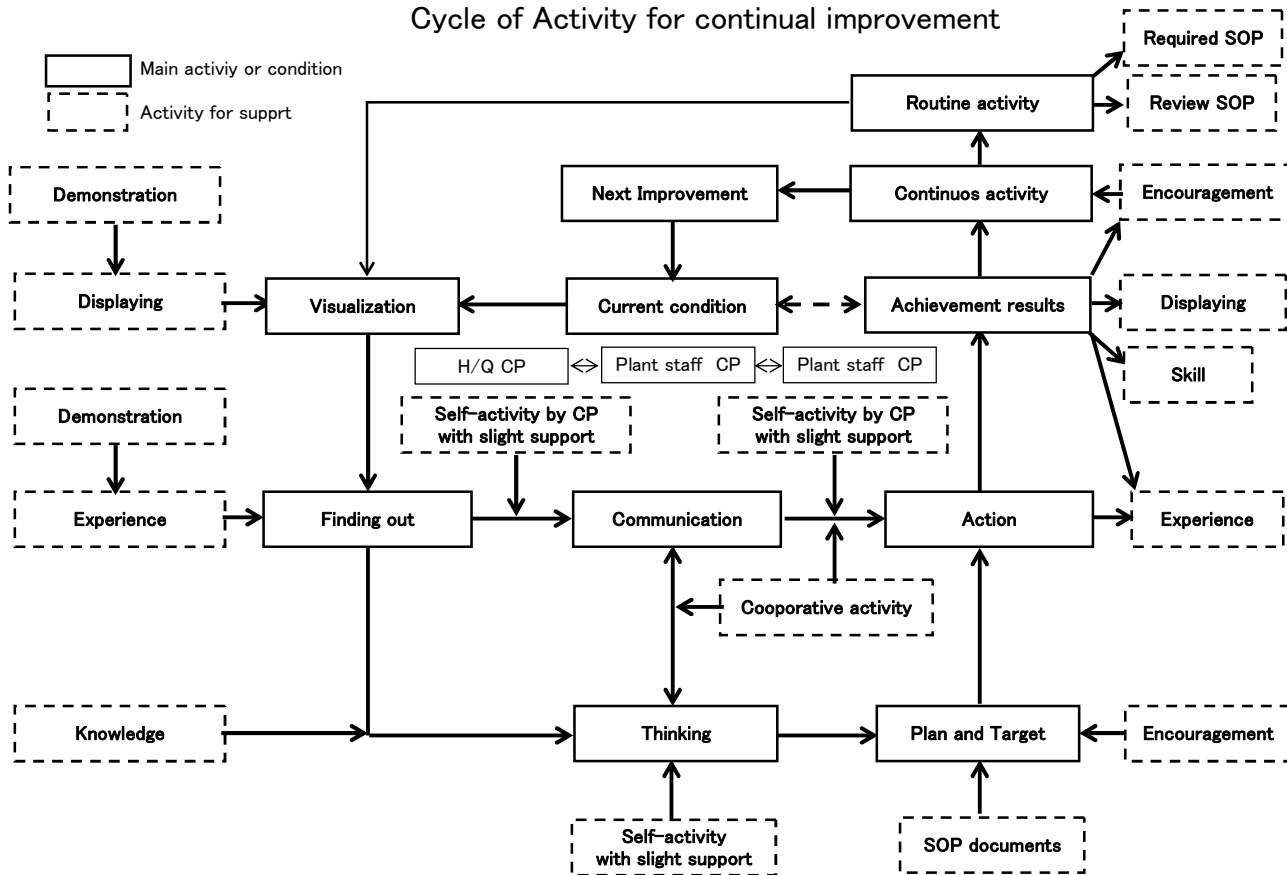 Cycle of Activity for continual improvement
Main activiy or condition
Activity for supprt
Required SOP
Routine activity
Review SOP
Demonstration
Next Improvement
Continuos activity
Encouragement
Displaying
Visualization
Current condition
Achievement results
Displaying
H/Q CP
Plant staff CP
Plant staff CP
Skill
Demonstration
Self-activity by CP
with slight support
Self-activity by CP
with slight support
Experience
Finding out
Communication
Action
Experience
Cooporative activity
Knowledge
Thinking
Plan and Target
Encouragement
Self-activity
with slight support
SOP documents